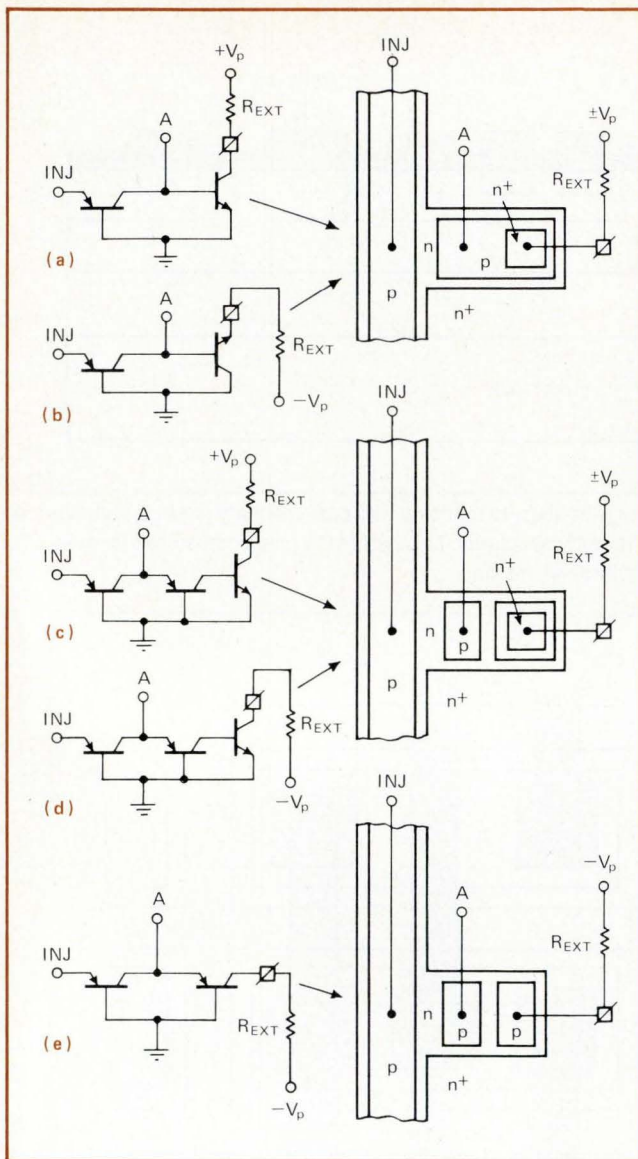 +Vp
REXT
A
INJ
(a)
A
INJ
REXT
(b)
−Vp
INJ
A
±Vp
REXT
n+
n
p
p
n+
+Vp
REXT
A
INJ
(c)
A
INJ
REXT
(d)
−Vp
INJ
A
±Vp
REXT
n+
n
p
p
n+
A
INJ
REXT
(e)
−Vp
INJ
A
−Vp
REXT
n
p
p
p
n+